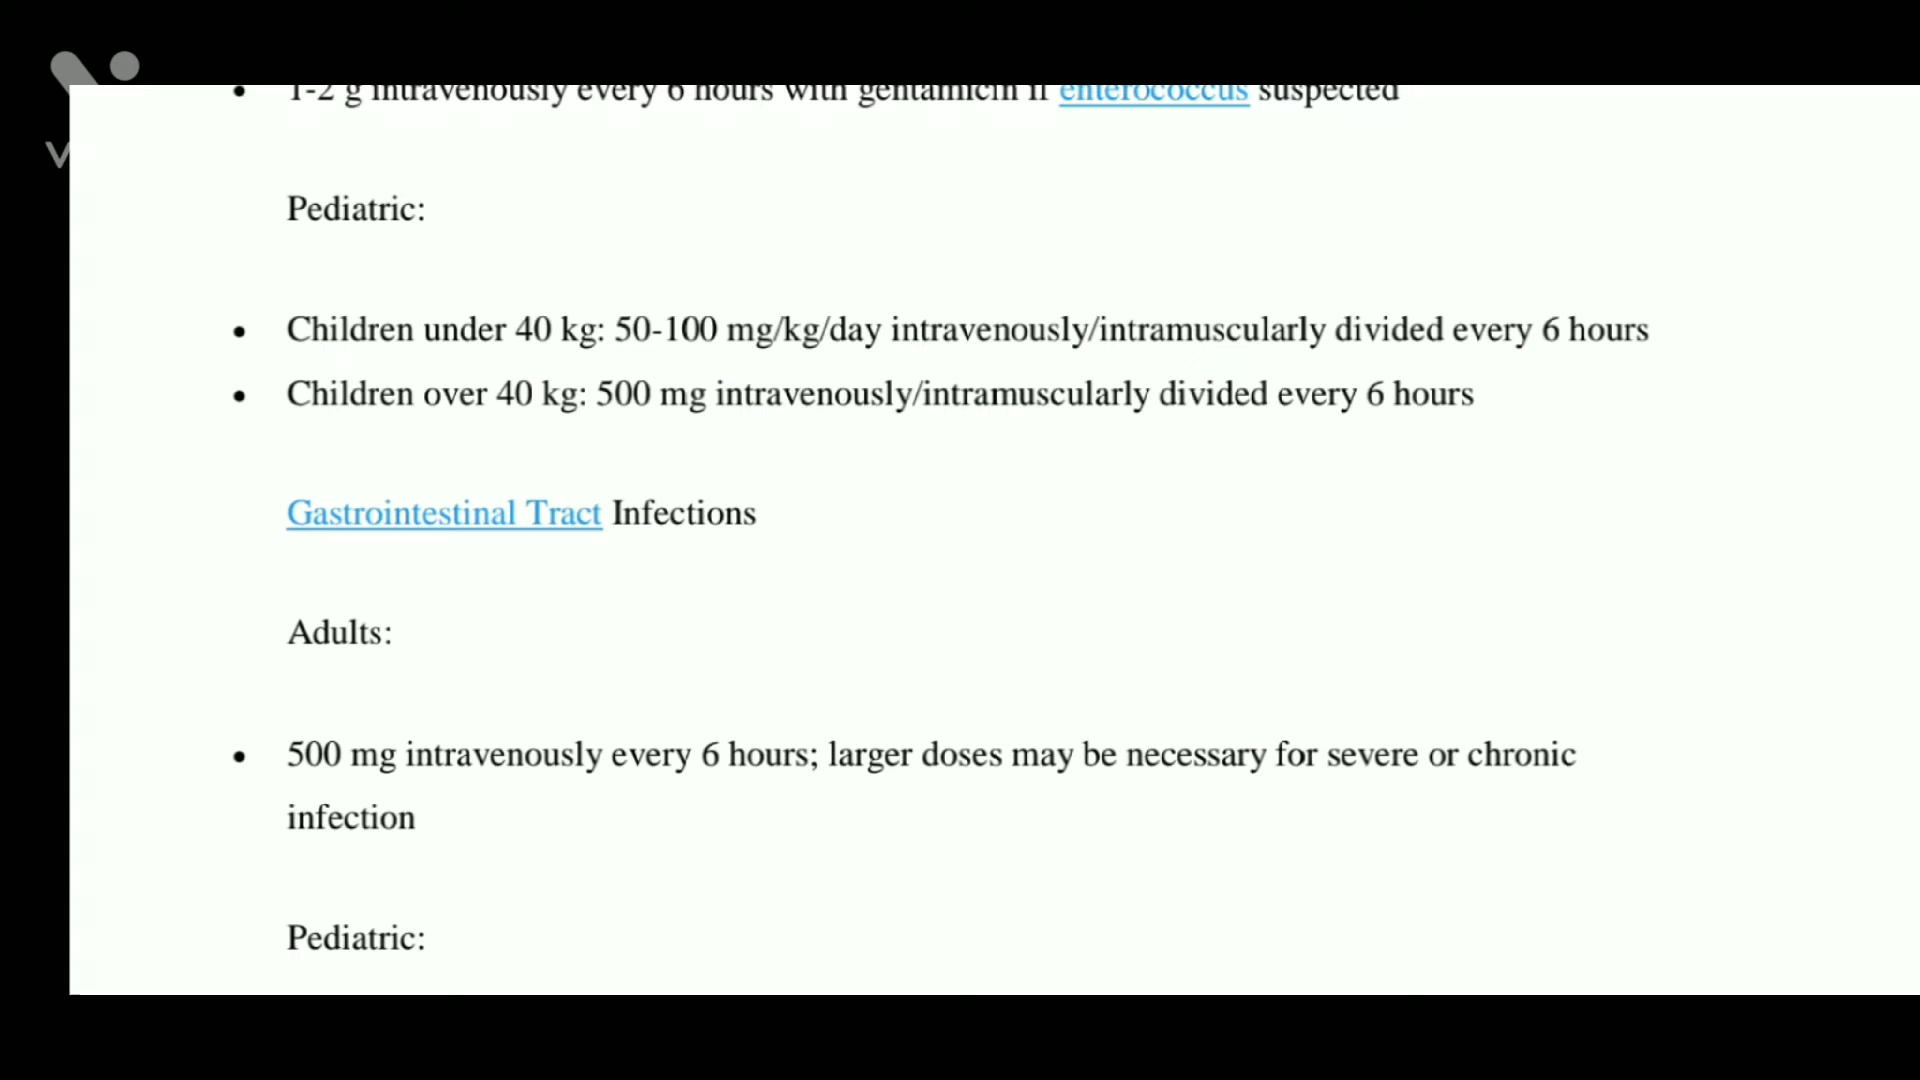 • 1-2 g intravenously every 6 hours with gentamicin if enterococcus suspected
Pediatric:
• Children under 40 kg: 50-100 mg/kg/day intravenously/intramuscularly divided every 6 hours
• Children over 40 kg: 500 mg intravenously/intramuscularly divided every 6 hours
Gastrointestinal Tract Infections
Adults:
• 500 mg intravenously every 6 hours; larger doses may be necessary for severe or chronic
infection
Pediatric: